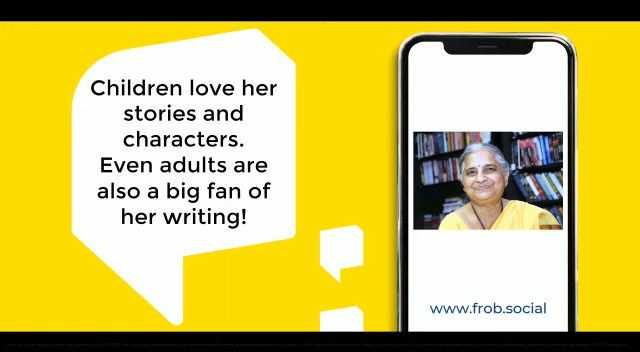 Children love her
stories and
characters.
Even adults are
also a big fan of
her writing!
www.frob.social